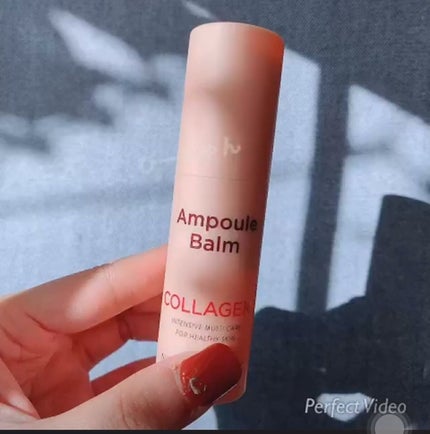 Ampoule
Balm
COLLAGEN
INTENSIVE MULTI CARE
FOR HEALTHY SKIN
Perfect Video